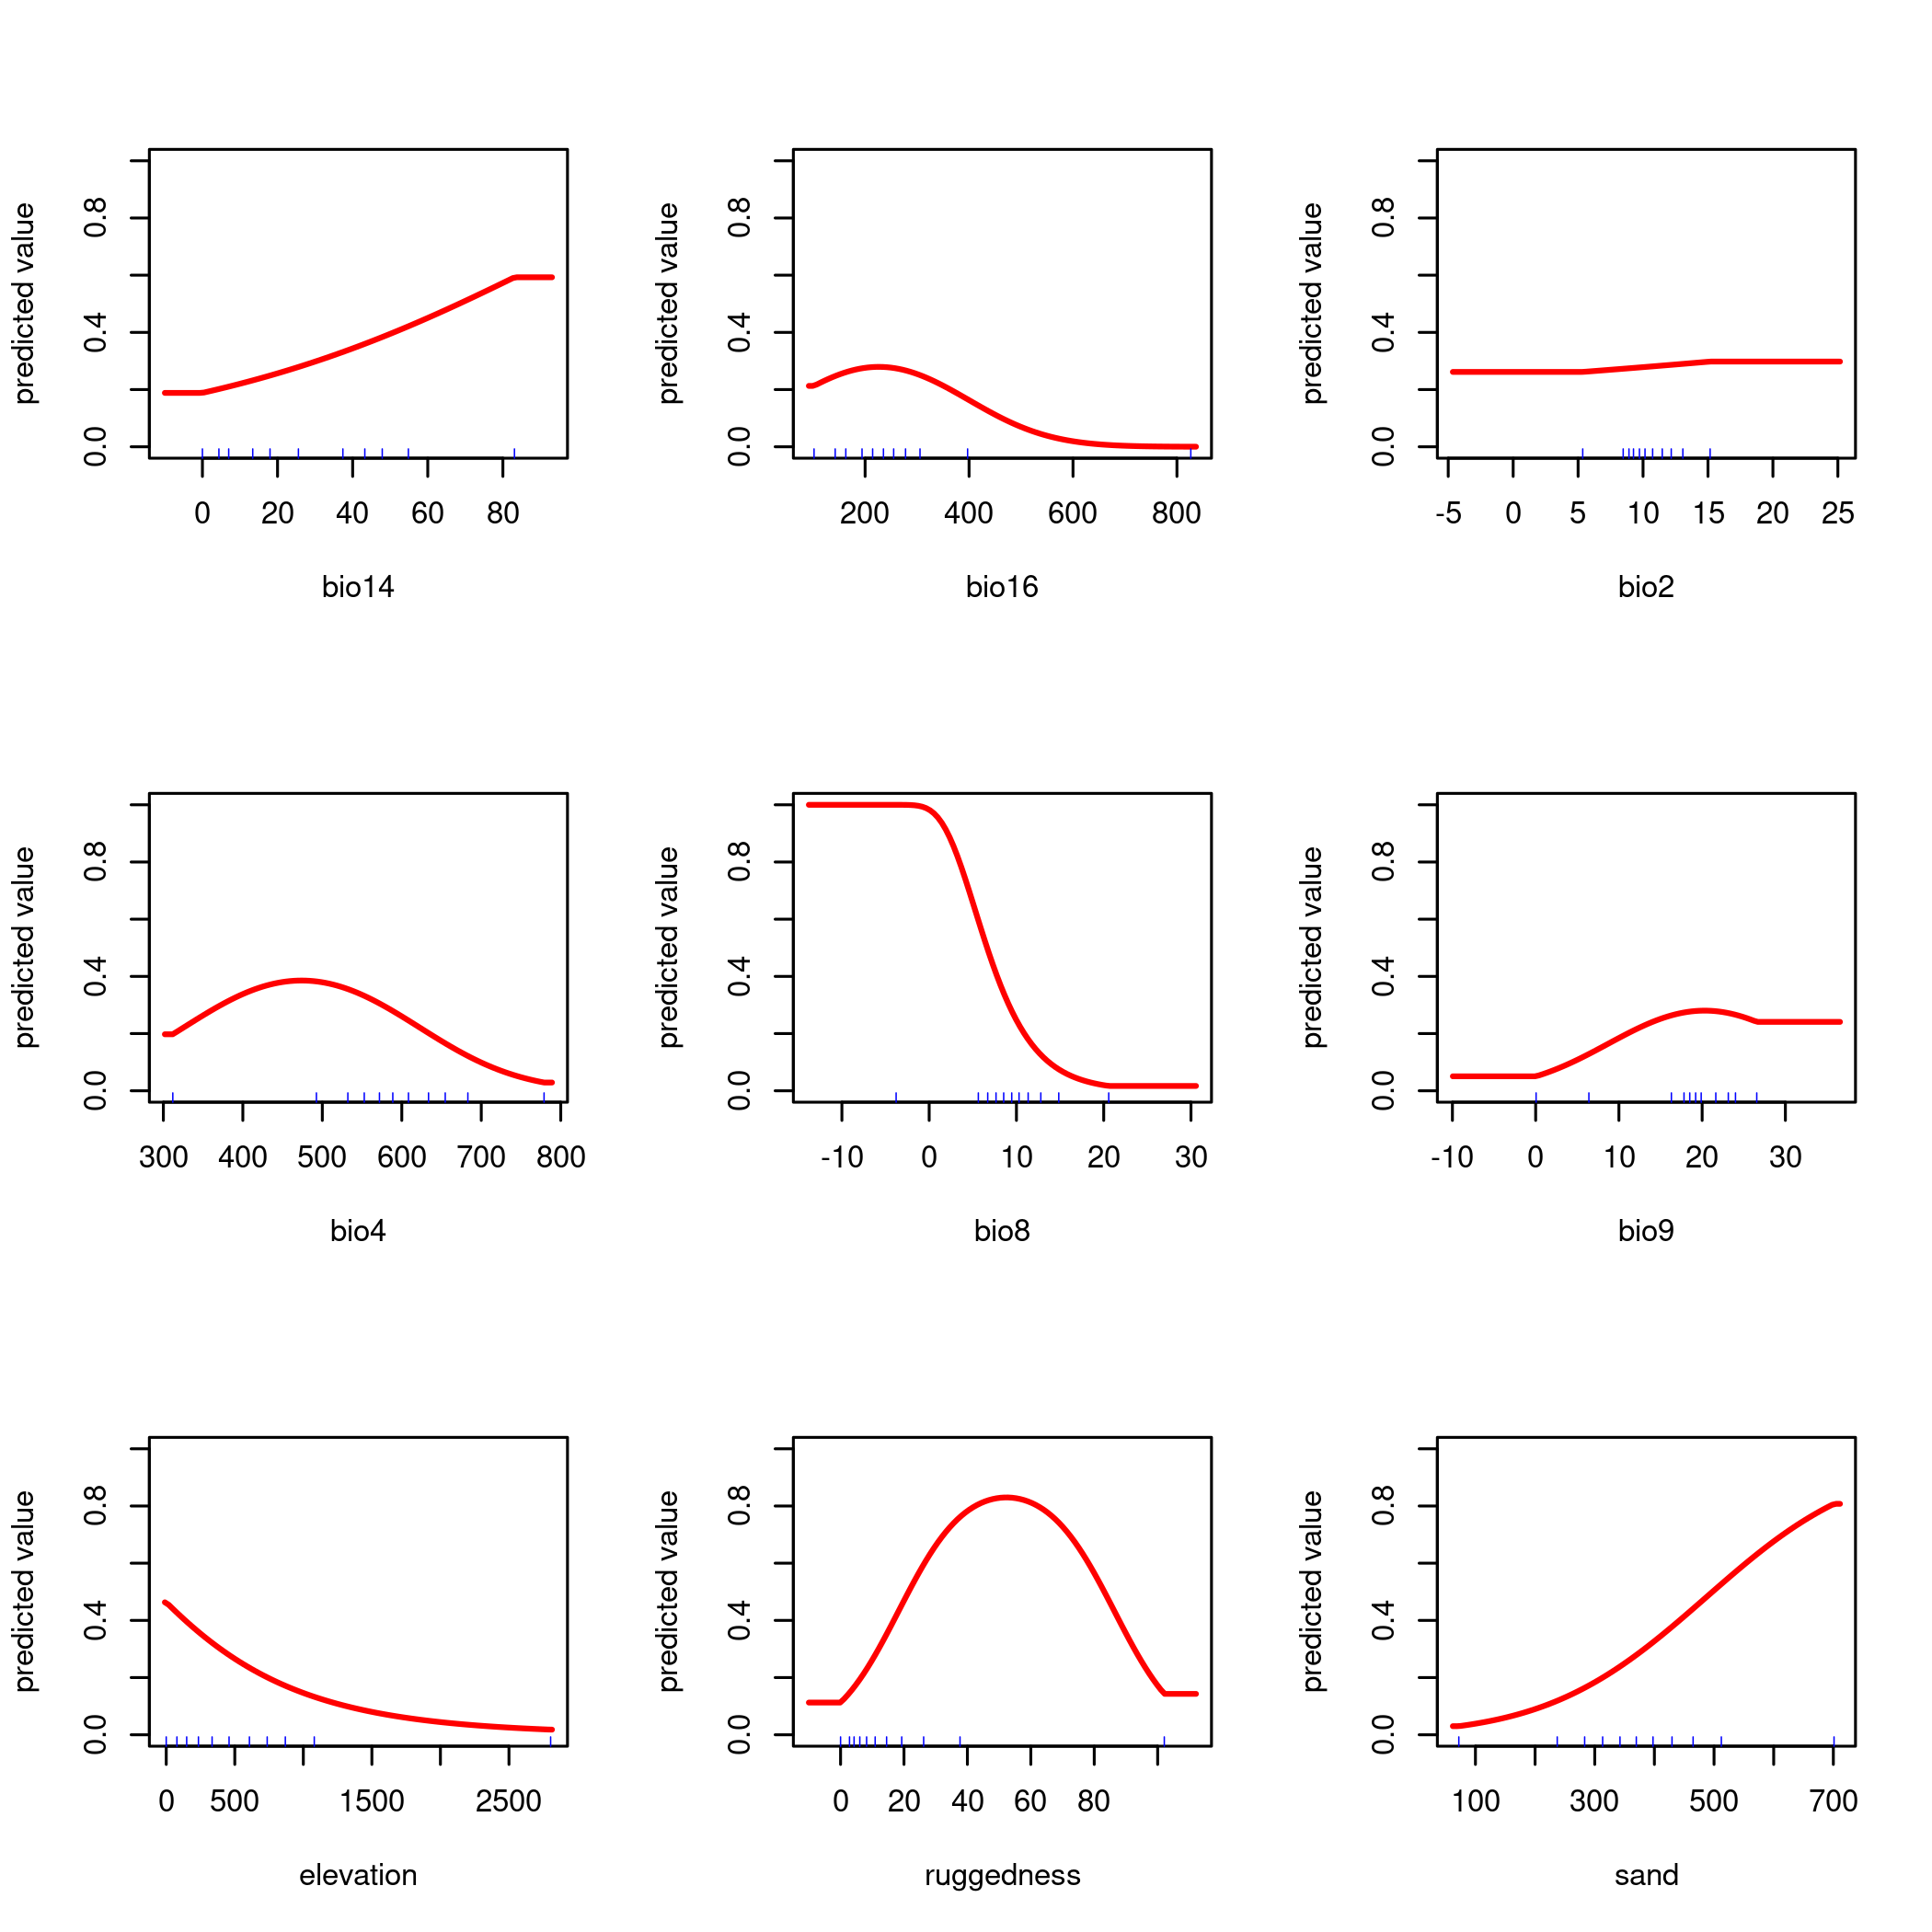 predicted value
0.0 0.4 0.8
0 20 40 60 80
bio14
predicted value
0.0 0.4 0.8
200 400 600 800
bio16
predicted value
0.0 0.4 0.8
-5 0 5 10 15 20 25
bio2
predicted value
0.0 0.4 0.8
300 400 500 600 700 800
bio4
predicted value
0.0 0.4 0.8
-10 0 10 20 30
bio8
predicted value
0.0 0.4 0.8
-10 0 10 20 30
bio9
predicted value
0.0 0.4 0.8
0 500 1500 2500
elevation
predicted value
0.0 0.4 0.8
0 20 40 60 80
ruggedness
predicted value
0.0 0.4 0.8
100 300 500 700
sand